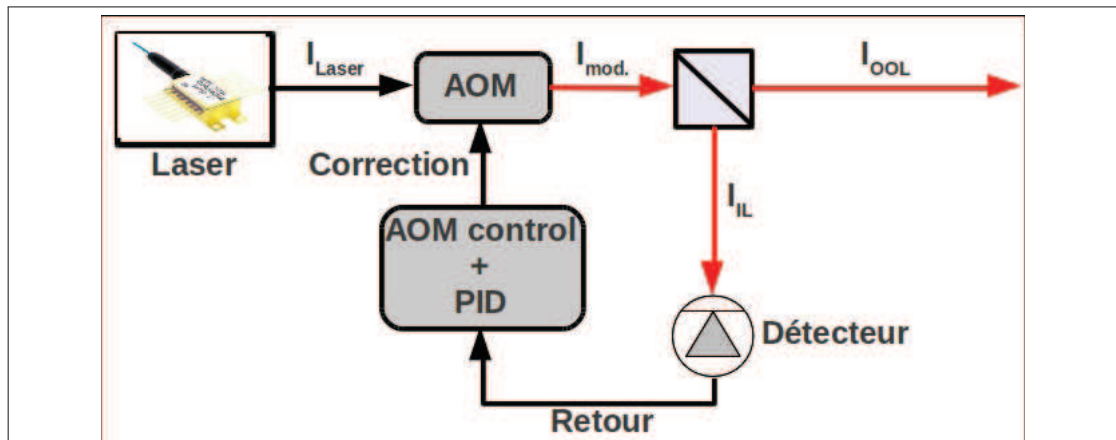 I_Laser
AOM
I_mod.
I_OOL
Laser
Correction
I_IL
AOM control
+
PID
Détecteur
Retour